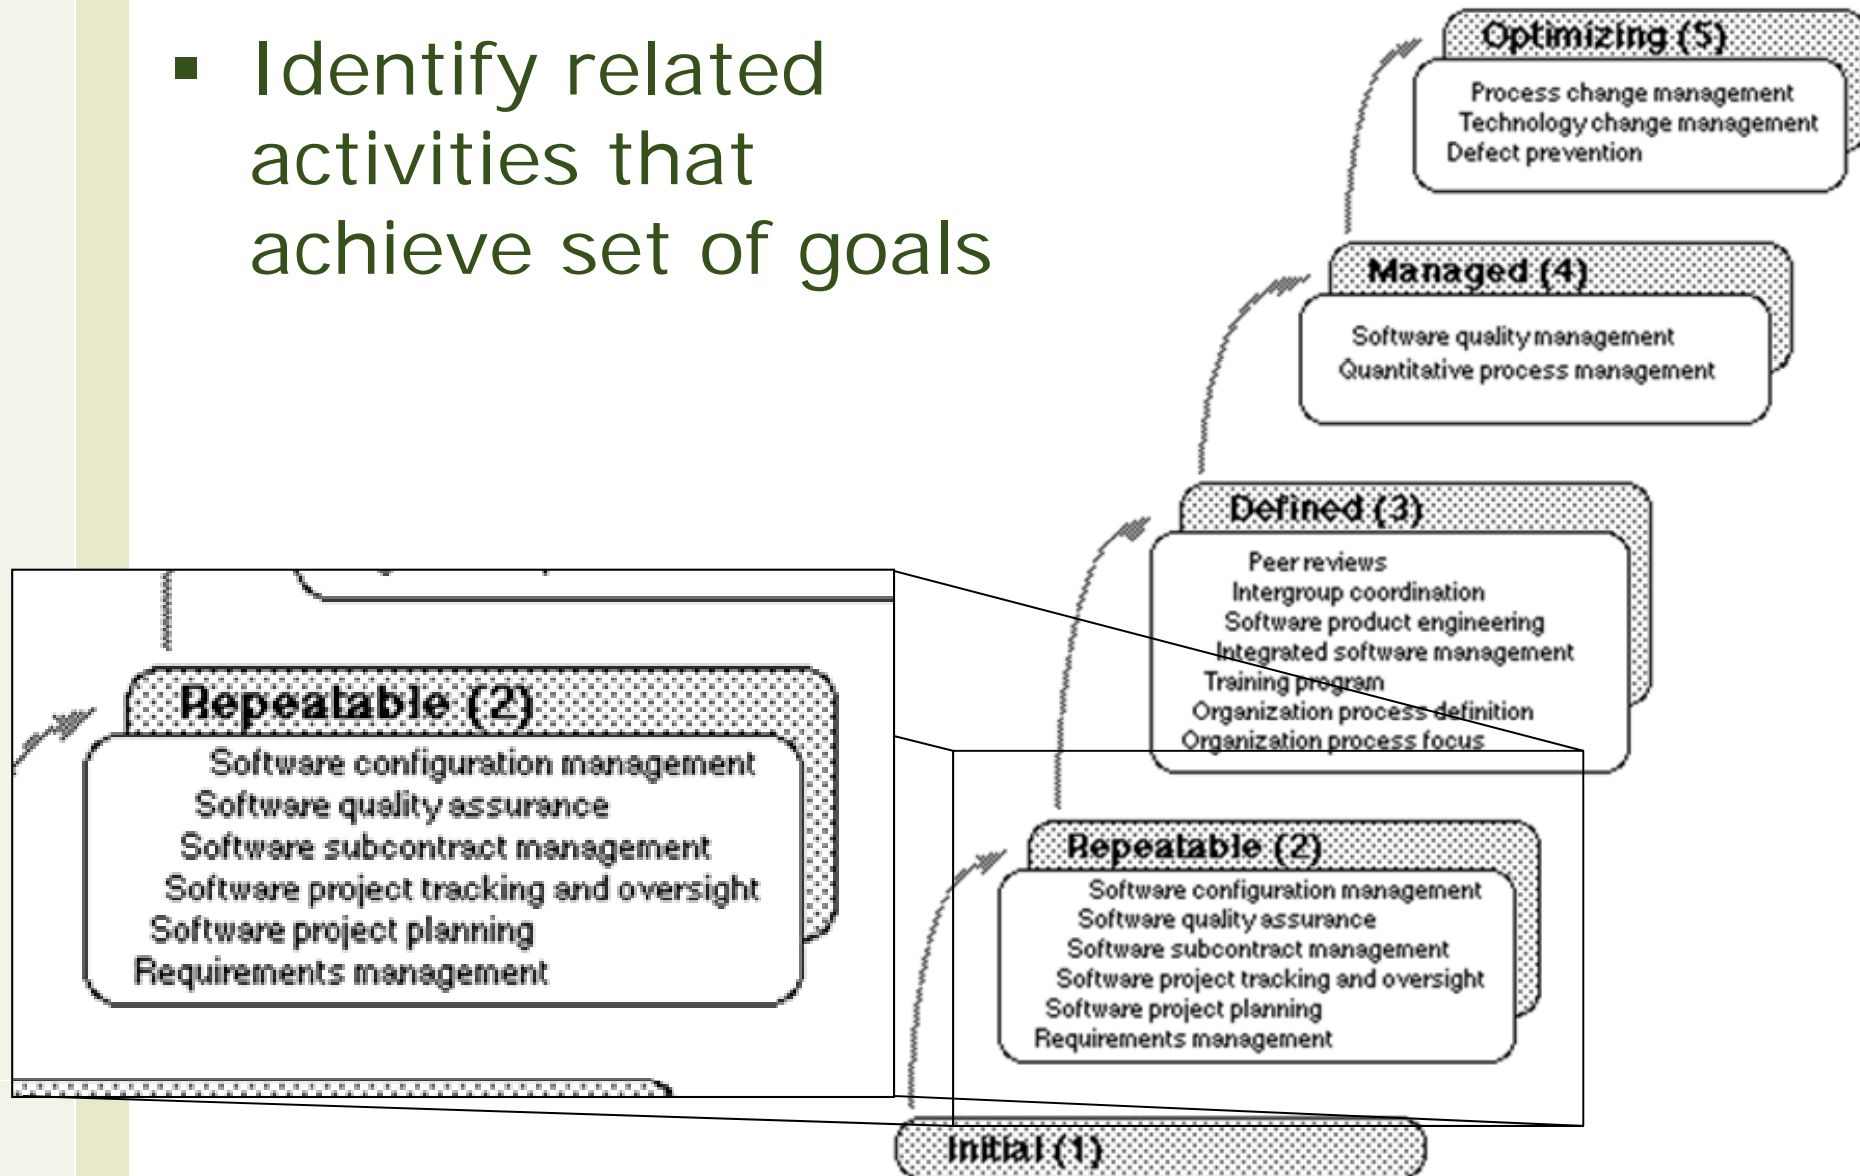 ▪ Identify related
activities that
achieve set of goals
Optimizing (5)
Process change management
Technology change management
Defect prevention
Managed (4)
Software quality management
Quantitative process management
Defined (3)
Peer reviews
Intergroup coordination
Software product engineering
Integrated software management
Training program
Organization process definition
Organization process focus
Repeatable (2)
Software configuration management
Software quality assurance
Software subcontract management
Software project tracking and oversight
Software project planning
Requirements management
Repeatable (2)
Software configuration management
Software quality assurance
Software subcontract management
Software project tracking and oversight
Software project planning
Requirements management
Initial (1)